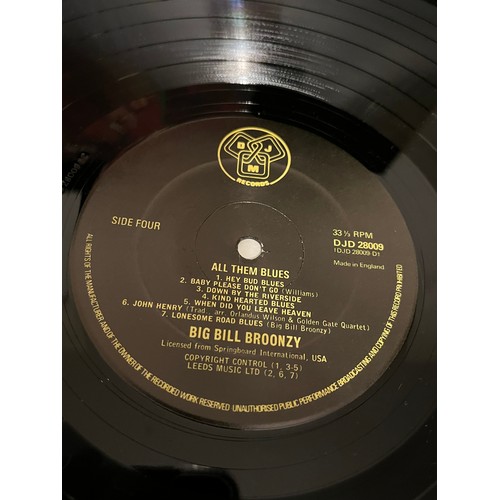 D J M
RECORDS
SIDE FOUR
33⅓ RPM
DJD 28009
(DJD 28009 D)
Made in England
ALL THEM BLUES
1. HEY BUD BLUES
2. BABY PLEASE DON'T GO (Williams)
3. DOWN BY THE RIVERSIDE
4. KIND HEARTED BLUES
5. WHEN DID YOU LEAVE HEAVEN
6. JOHN HENRY (Trad. arr. Orlandus Wilson & Golden Gate Quartet)
7. LONESOME ROAD BLUES (Big Bill Broonzy)
BIG BILL BROONZY
Licensed from Springboard International, USA
COPYRIGHT CONTROL (1, 3-5)
LEEDS MUSIC LTD (2, 6, 7)
ALL RIGHTS OF THE MANUFACTURER AND OF THE OWNER OF THE RECORDED WORK RESERVED UNAUTHORISED PUBLIC PERFORMANCE BROADCASTING AND COPYING OF THIS RECORD PROHIBITED